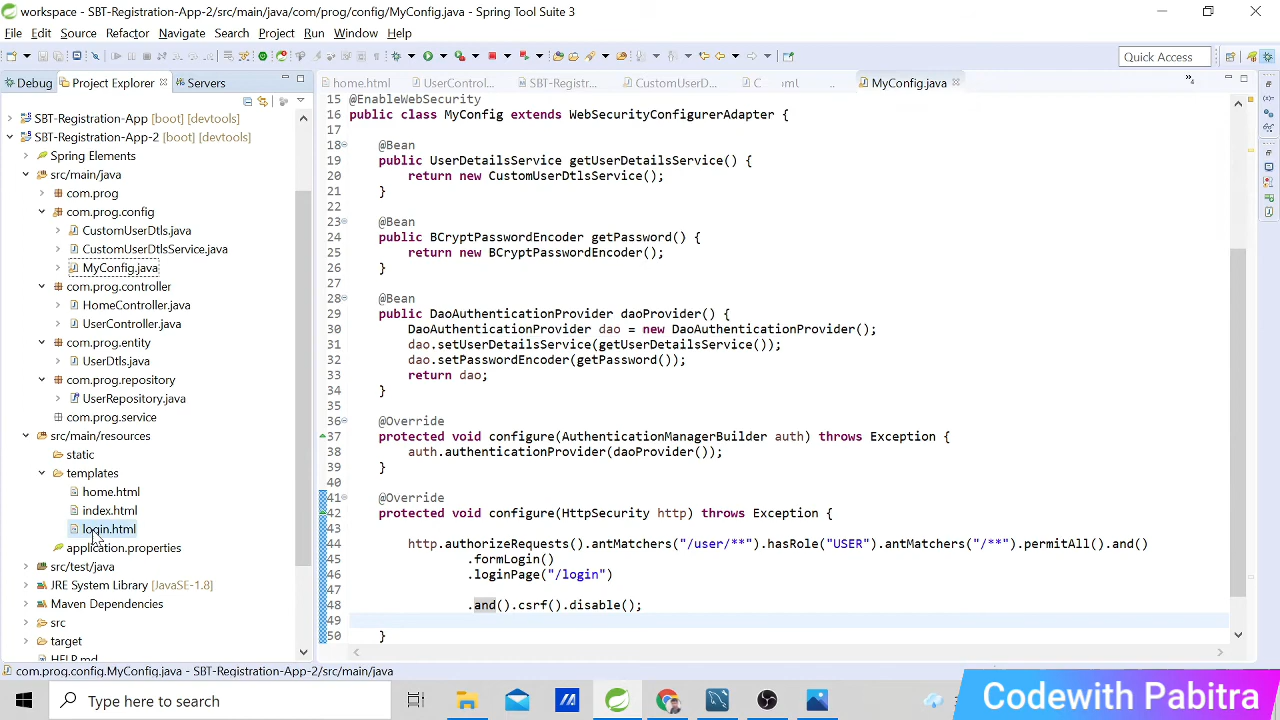 workspace - SBT-Registration-App-2/src/main/java/com/prog/config/MyConfig.java - Spring Tool Suite 3
File Edit Source Refactor Navigate Search Project Run Window Help
Quick Access
Debug Project Explorer Servers
home.html UserControl... SBT-Registr... CustomUserD... C ml .. MyConfig.java
SBT-Registration-App [boot] [devtools]
SBT-Registration-App-2 [boot] [devtools]
Spring Elements
src/main/java
com.prog
com.prog.config
CustomUserDtls.java
CustomUserDtlsService.java
MyConfig.java
com.prog.controller
HomeController.java
UserController.java
com.prog.entity
UserDtls.java
com.prog.repository
UserRepository.java
com.prog.service
src/main/resources
static
templates
home.html
index.html
login.html
application.properties
src/test/java
JRE System Library [JavaSE-1.8]
Maven Dependencies
src
target
HELP.md
15 @EnableWebSecurity
16 public class MyConfig extends WebSecurityConfigurerAdapter {
17
18 @Bean
19 public UserDetailsService getUserDetailsService() {
20 return new CustomUserDtlsService();
21 }
22
23 @Bean
24 public BCryptPasswordEncoder getPassword() {
25 return new BCryptPasswordEncoder();
26 }
27
28 @Bean
29 public DaoAuthenticationProvider daoProvider() {
30 DaoAuthenticationProvider dao = new DaoAuthenticationProvider();
31 dao.setUserDetailsService(getUserDetailsService());
32 dao.setPasswordEncoder(getPassword());
33 return dao;
34 }
35
36 @Override
37 protected void configure(AuthenticationManagerBuilder auth) throws Exception {
38 auth.authenticationProvider(daoProvider());
39 }
40
41 @Override
42 protected void configure(HttpSecurity http) throws Exception {
43
44 http.authorizeRequests().antMatchers("/user/**").hasRole("USER").antMatchers("/**").permitAll().and()
45 .formLogin()
46 .loginPage("/login")
47
48 .and().csrf().disable();
49
50 }
com.prog.config.MyConfig.java - SBT-Registration-App-2/src/main/java
Type here to search
Codewith Pabitra